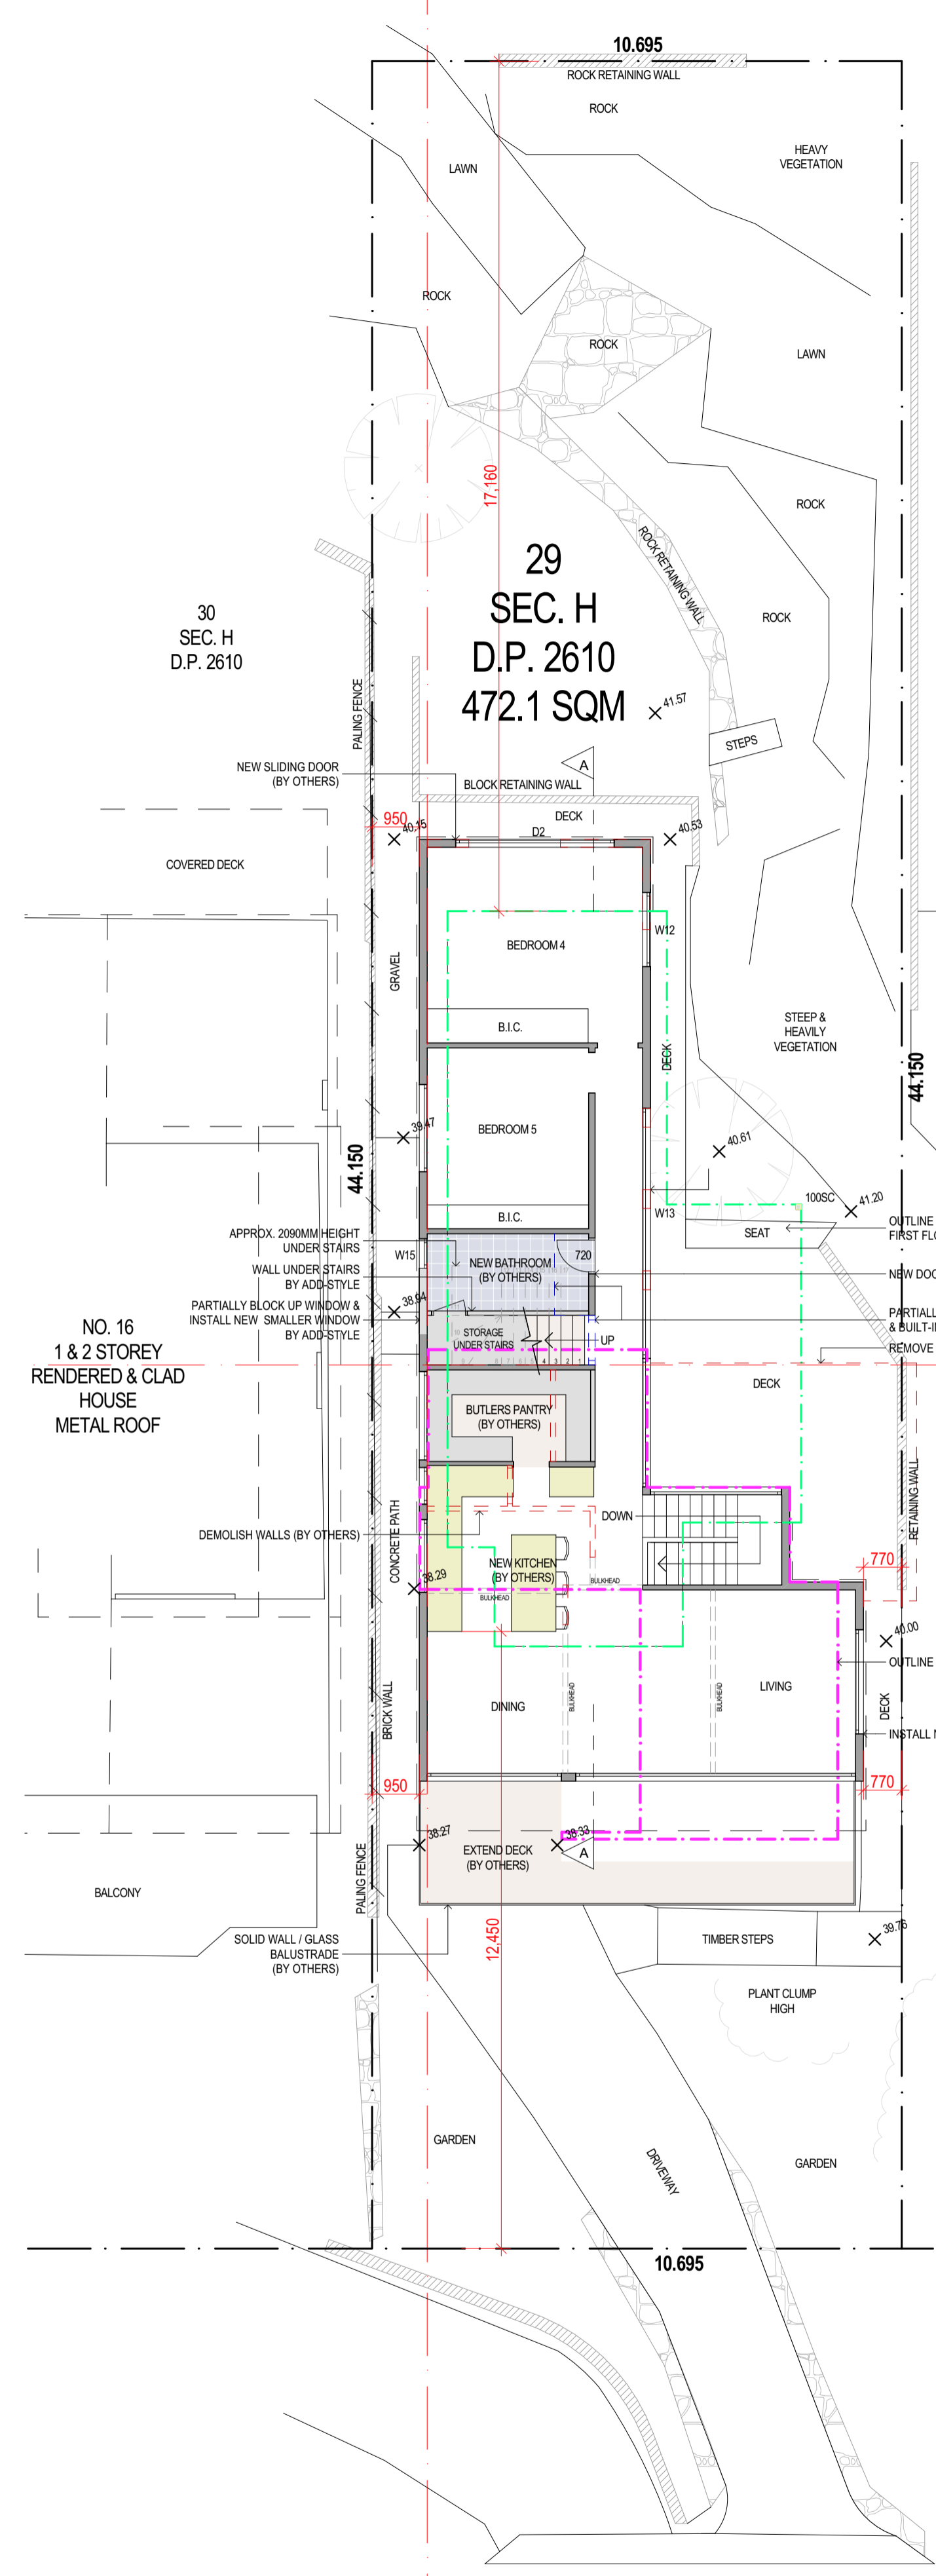 10.695
ROCK RETAINING WALL
ROCK
HEAVY
VEGETATION
LAWN
ROCK
ROCK
LAWN
17,160
ROCK
ROCK RETAINING WALL
29
SEC. H
D.P. 2610
472.1 SQM
30
SEC. H
D.P. 2610
ROCK
PALING FENCE
41.57
STEPS
A
NEW SLIDING DOOR
(BY OTHERS)
BLOCK RETAINING WALL
950
DECK
40.15
D2
40.53
COVERED DECK
W12
BEDROOM 4
GRAVEL
B.I.C.
STEEP &
HEAVILY
VEGETATION
DECK
44.150
BEDROOM 5
39.47
40.61
44.150
B.I.C.
W13
100SC
41.20
SEAT
OUTLINE
FIRST FLO
APPROX. 2090MM HEIGHT
UNDER STAIRS
W15
NEW BATHROOM
(BY OTHERS)
720
WALL UNDER STAIRS
BY ADD-STYLE
NEW DOO
PARTIALLY BLOCK UP WINDOW &
INSTALL NEW SMALLER WINDOW
BY ADD-STYLE
38.94
PARTIALL
& BUILT-I
NO. 16
1 & 2 STOREY
RENDERED & CLAD
HOUSE
METAL ROOF
STORAGE
UNDER STAIRS
UP
4 3 2 1
REMOVE
DECK
BUTLERS PANTRY
(BY OTHERS)
RETAINING WALL
DEMOLISH WALLS (BY OTHERS)
DOWN
CONCRETE PATH
NEW KITCHEN
(BY OTHERS)
770
38.29
BULKHEAD
BULKHEAD
40.00
OUTLINE
BRICK WALL
DINING
BULKHEAD
BULKHEAD
LIVING
DECK
INSTALL N
950
770
38.27
38.33
EXTEND DECK
(BY OTHERS)
A
BALCONY
PALING FENCE
SOLID WALL / GLASS
BALUSTRADE
(BY OTHERS)
12,450
TIMBER STEPS
39.76
PLANT CLUMP
HIGH
GARDEN
DRIVEWAY
GARDEN
10.695